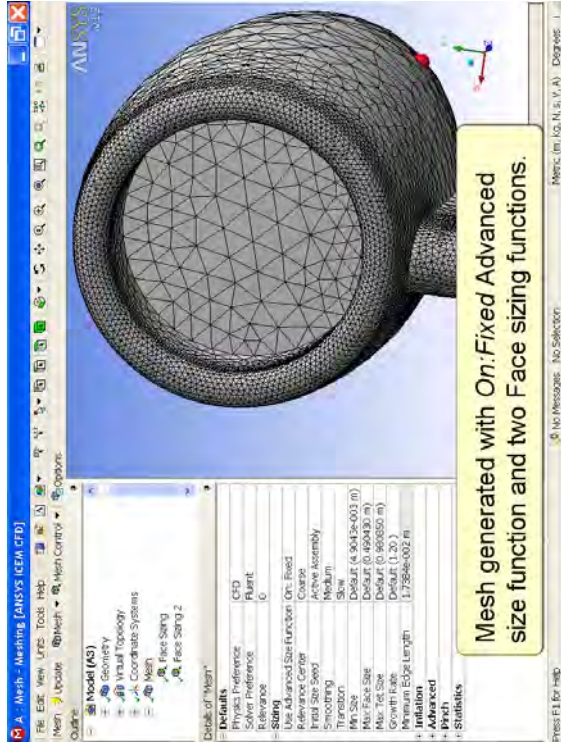 A : Mesh - Meshing [ANSYS ICEM CFD]
File Edit View Units Tools Help
Mesh Update Mesh Mesh Control Options
Outline
Model (A3)
Geometry
Virtual Topology
Coordinate Systems
Mesh
Face Sizing
Face Sizing 2
Details of "Mesh"
Defaults
Physics Preference CFD
Solver Preference Fluent
Relevance 0
Sizing
Use Advanced Size Function On: Fixed
Relevance Center Coarse
Initial Size Seed Active Assembly
Smoothing Medium
Transition Slow
Min Size Default (4.9043e-003 m)
Max Face Size Default (0.490430 m)
Max Tet Size Default (0.980850 m)
Growth Rate Default (1.20 )
Minimum Edge Length 1.7384e-002 m
Inflation
Advanced
Pinch
Statistics
ANSYS
Mesh generated with On:Fixed Advanced
size function and two Face sizing functions.
Press F1 for Help No Messages No Selection Metric (m, kg, N, s, V, A) Degrees